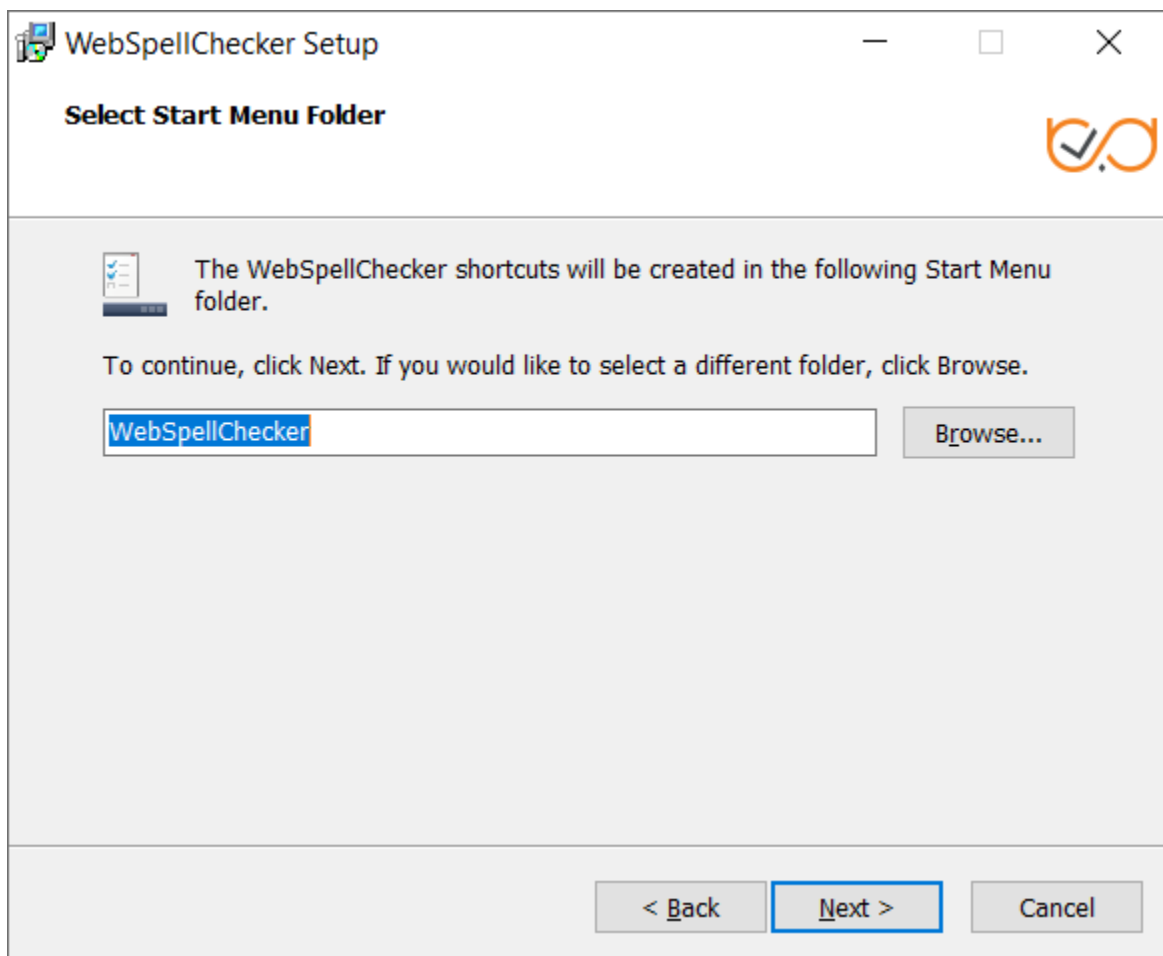 WebSpellChecker Setup
Select Start Menu Folder
The WebSpellChecker shortcuts will be created in the following Start Menu
folder.
To continue, click Next. If you would like to select a different folder, click Browse.
WebSpellChecker
Browse...
< Back
Next >
Cancel